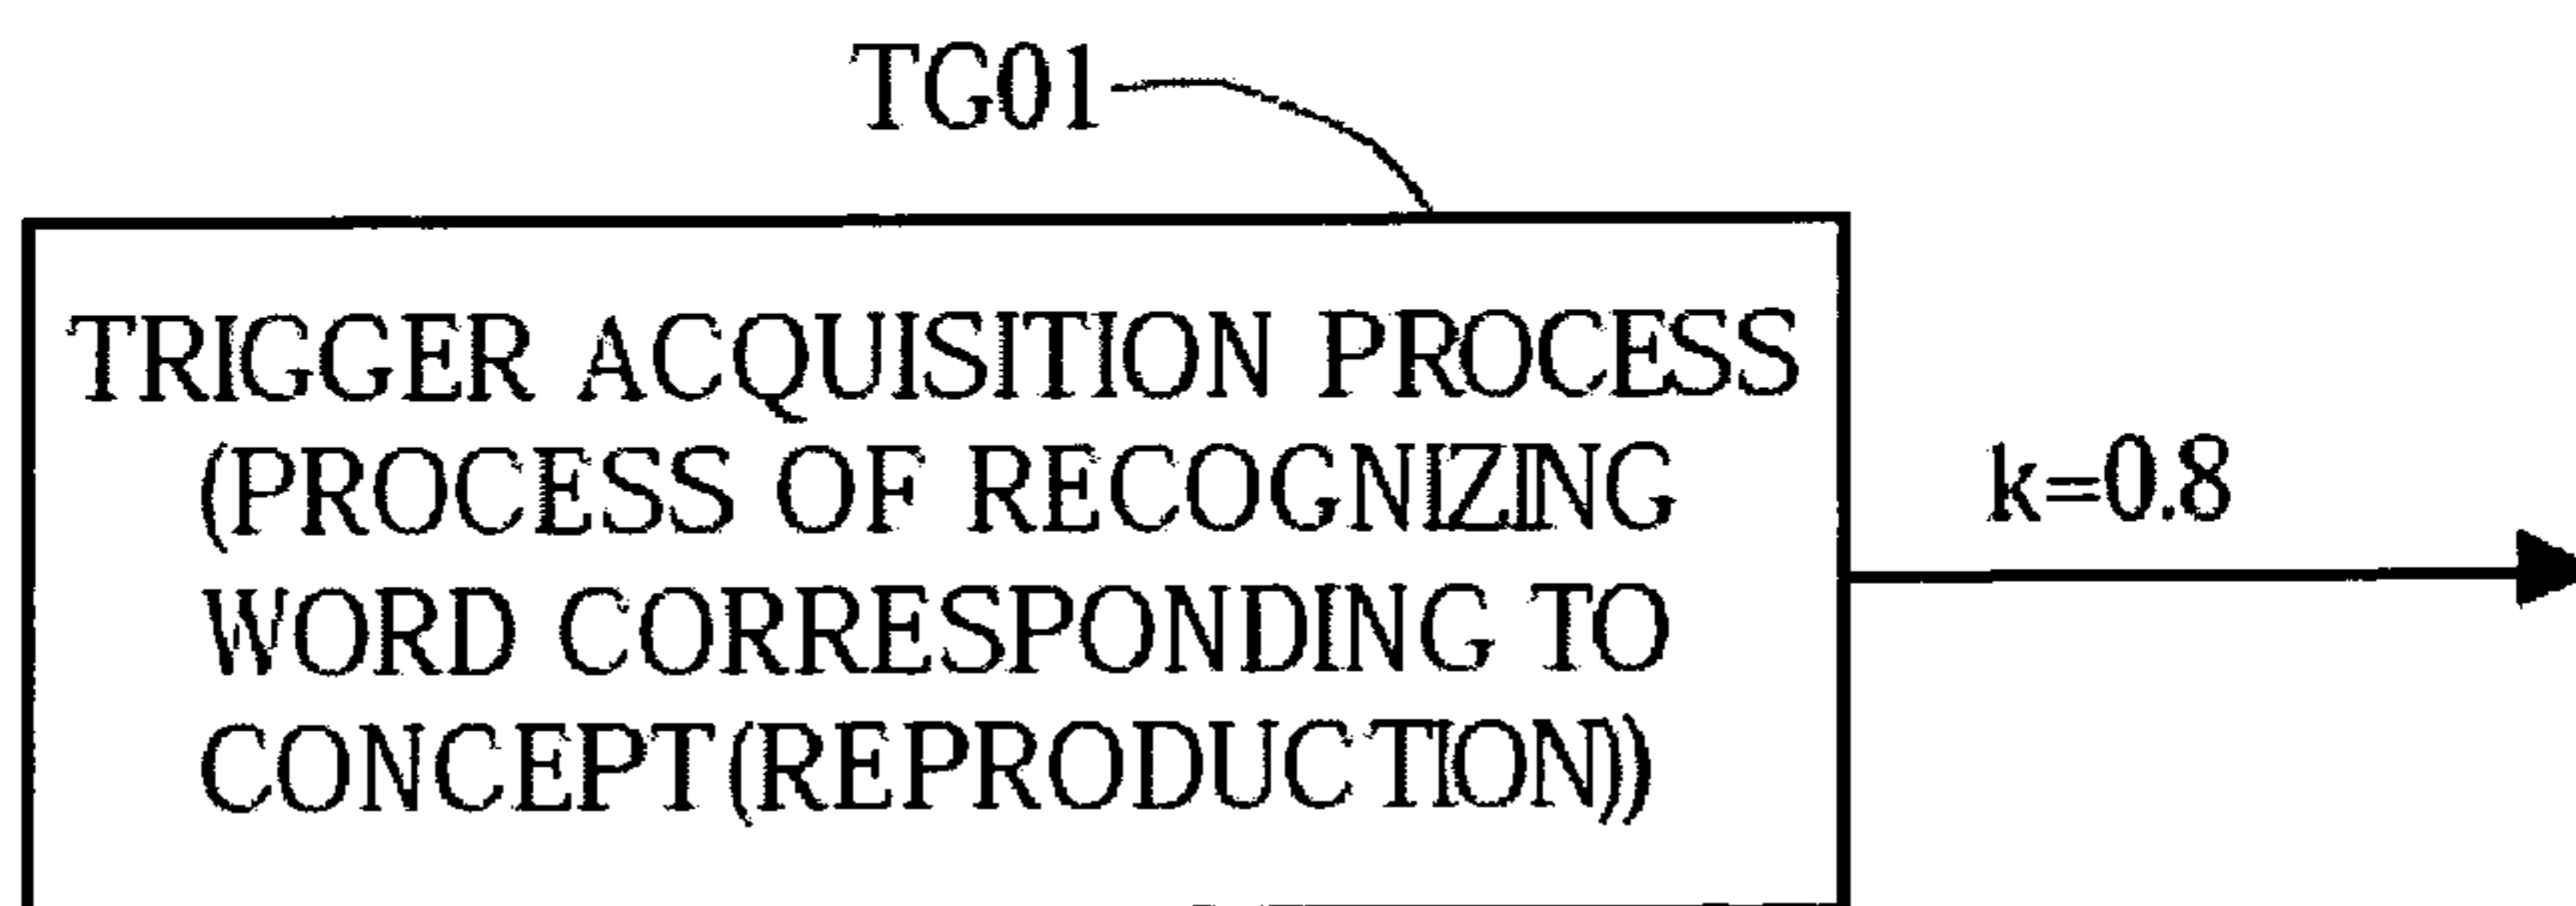 TG01
TRIGGER ACQUISITION PROCESS
(PROCESS OF RECOGNIZING
k=0.8
WORD CORRESPONDING TO
CONCEPT(REPRODUCTION))